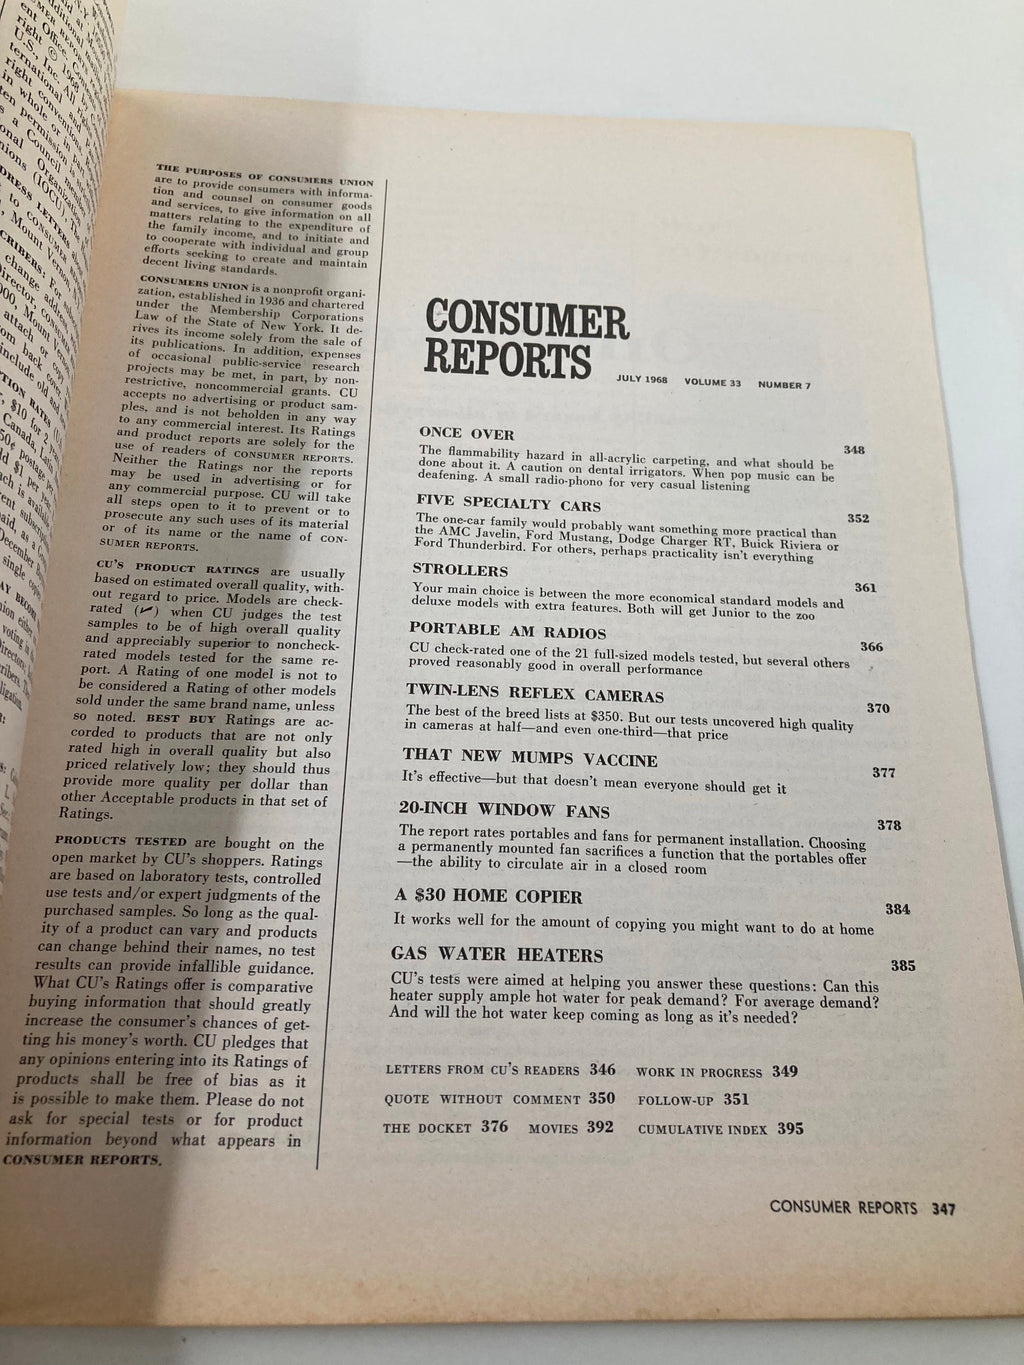 THE PURPOSES OF CONSUMERS UNION
are to provide consumers with informa-
tion and counsel on consumer goods
and services, to give information on all
matters relating to the expenditure of
the family income, and to initiate and
to cooperate with individual and group
efforts seeking to create and maintain
decent living standards.
CONSUMERS UNION is a nonprofit organi-
zation, established in 1936 and chartered
under the Membership Corporations
Law of the State of New York. It de-
rives its income solely from the sale of
its publications. In addition, expenses
of occasional public-service research
projects may be met, in part, by non-
restrictive, noncommercial grants. CU
accepts no advertising or product sam-
ples, and is not beholden in any way
to any commercial interest. Its Ratings
and product reports are solely for the
use of readers of CONSUMER REPORTS.
Neither the Ratings nor the reports
may be used in advertising or for
any commercial purpose. CU will take
all steps open to it to prevent or to
prosecute any such uses of its material
or of its name or the name of CON-
SUMER REPORTS.
CU'S PRODUCT RATINGS are usually
based on estimated overall quality, with-
out regard to price. Models are check-
rated (✓) when CU judges the test
samples to be of high overall quality
and appreciably superior to noncheck-
rated models tested for the same re-
port. A Rating of one model is not to
be considered a Rating of other models
sold under the same brand name, unless
so noted. BEST BUY Ratings are ac-
corded to products that are not only
rated high in overall quality but also
priced relatively low; they should thus
provide more quality per dollar than
other Acceptable products in that set of
Ratings.
PRODUCTS TESTED are bought on the
open market by CU's shoppers. Ratings
are based on laboratory tests, controlled
use tests and/or expert judgments of the
purchased samples. So long as the qual-
ity of a product can vary and products
can change behind their names, no test
results can provide infallible guidance.
What CU's Ratings offer is comparative
buying information that should greatly
increase the consumer's chances of get-
ting his money's worth. CU pledges that
any opinions entering into its Ratings of
products shall be free of bias as it
is possible to make them. Please do not
ask for special tests or for product
information beyond what appears in
CONSUMER REPORTS.
CONSUMER
REPORTS
JULY 1968 VOLUME 33 NUMBER 7
ONCE OVER 348
The flammability hazard in all-acrylic carpeting, and what should be
done about it. A caution on dental irrigators. When pop music can be
deafening. A small radio-phono for very casual listening
FIVE SPECIALTY CARS 352
The one-car family would probably want something more practical than
the AMC Javelin, Ford Mustang, Dodge Charger RT, Buick Riviera or
Ford Thunderbird. For others, perhaps practicality isn't everything
STROLLERS 361
Your main choice is between the more economical standard models and
deluxe models with extra features. Both will get Junior to the zoo
PORTABLE AM RADIOS 366
CU check-rated one of the 21 full-sized models tested, but several others
proved reasonably good in overall performance
TWIN-LENS REFLEX CAMERAS 370
The best of the breed lists at $350. But our tests uncovered high quality
in cameras at half—and even one-third—that price
THAT NEW MUMPS VACCINE 377
It's effective—but that doesn't mean everyone should get it
20-INCH WINDOW FANS 378
The report rates portables and fans for permanent installation. Choosing
a permanently mounted fan sacrifices a function that the portables offer
—the ability to circulate air in a closed room
A $30 HOME COPIER 384
It works well for the amount of copying you might want to do at home
GAS WATER HEATERS 385
CU's tests were aimed at helping you answer these questions: Can this
heater supply ample hot water for peak demand? For average demand?
And will the hot water keep coming as long as it's needed?
LETTERS FROM CU'S READERS 346 WORK IN PROGRESS 349
QUOTE WITHOUT COMMENT 350 FOLLOW-UP 351
THE DOCKET 376 MOVIES 392 CUMULATIVE INDEX 395
CONSUMER REPORTS 347